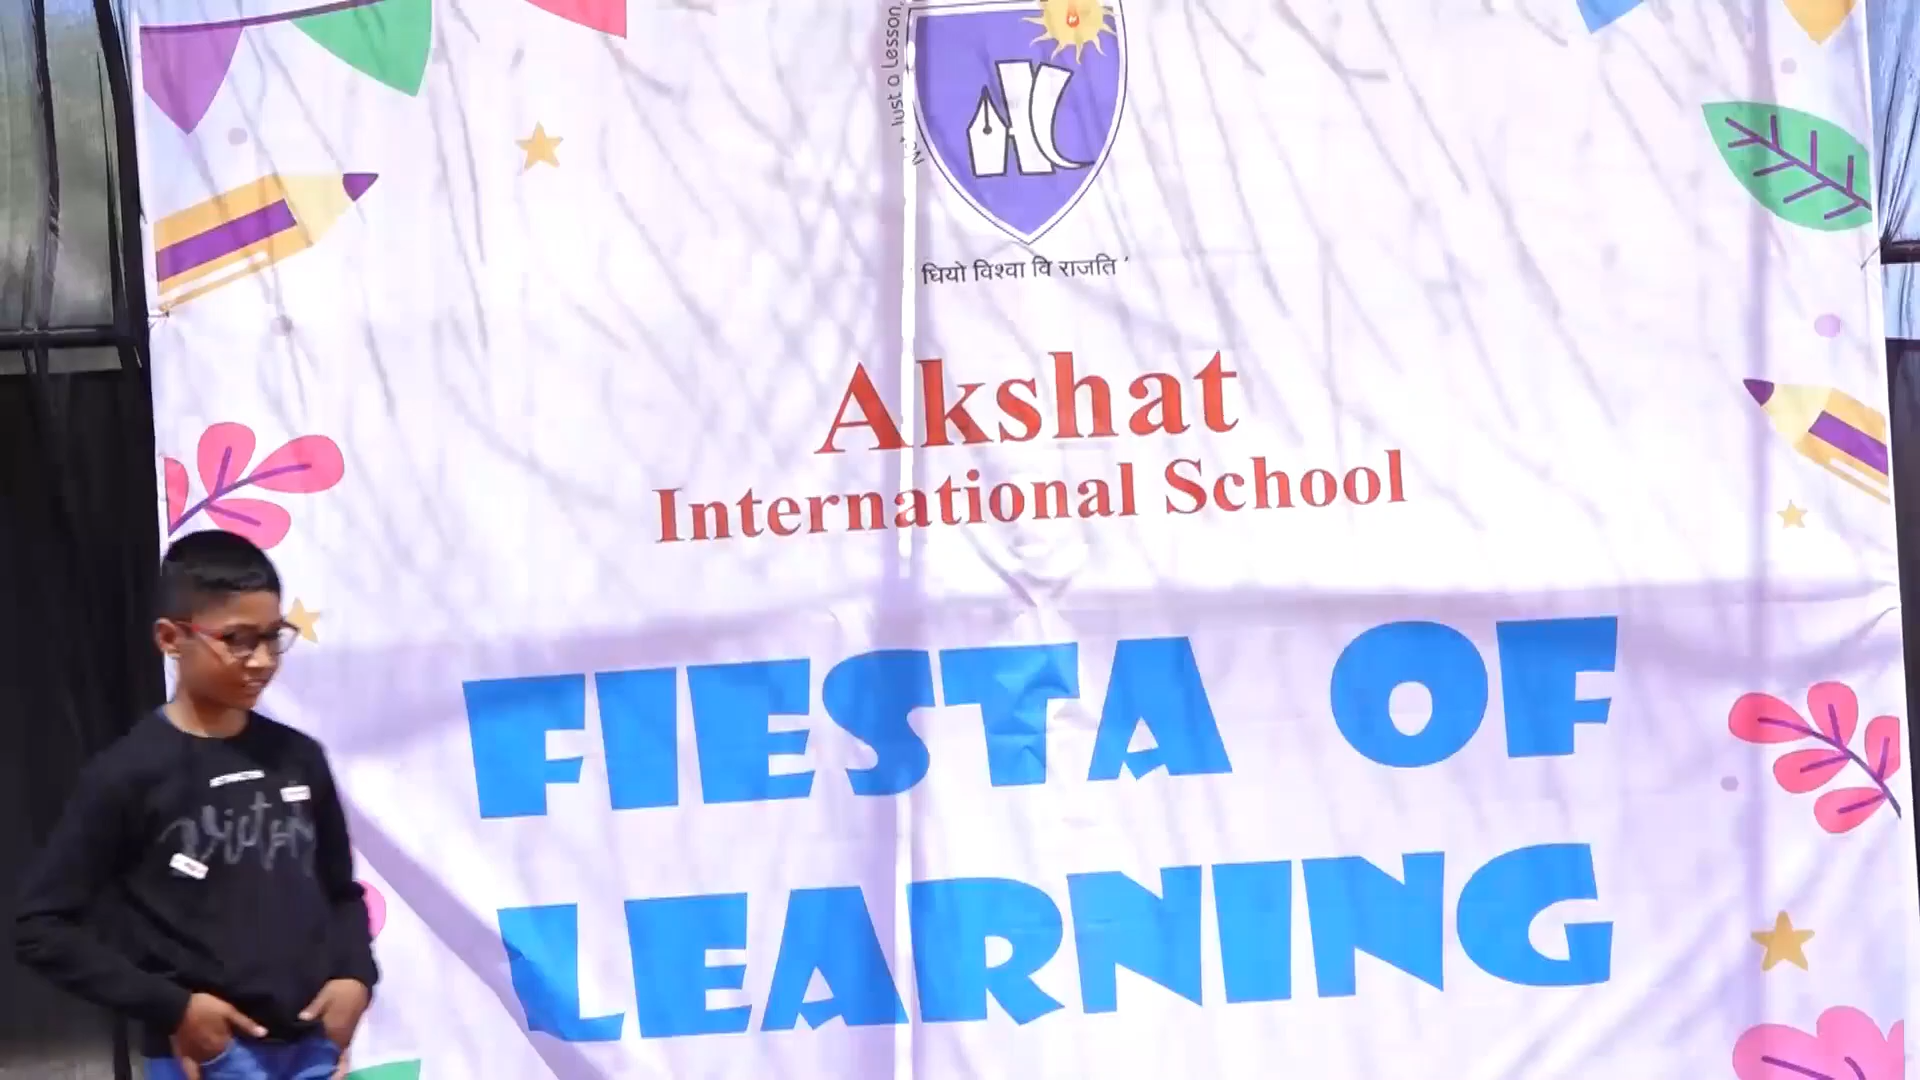 Just a Lesson,
धियो विश्वा वि राजति '
Akshat
International School
FIESTA OF
LEARNING